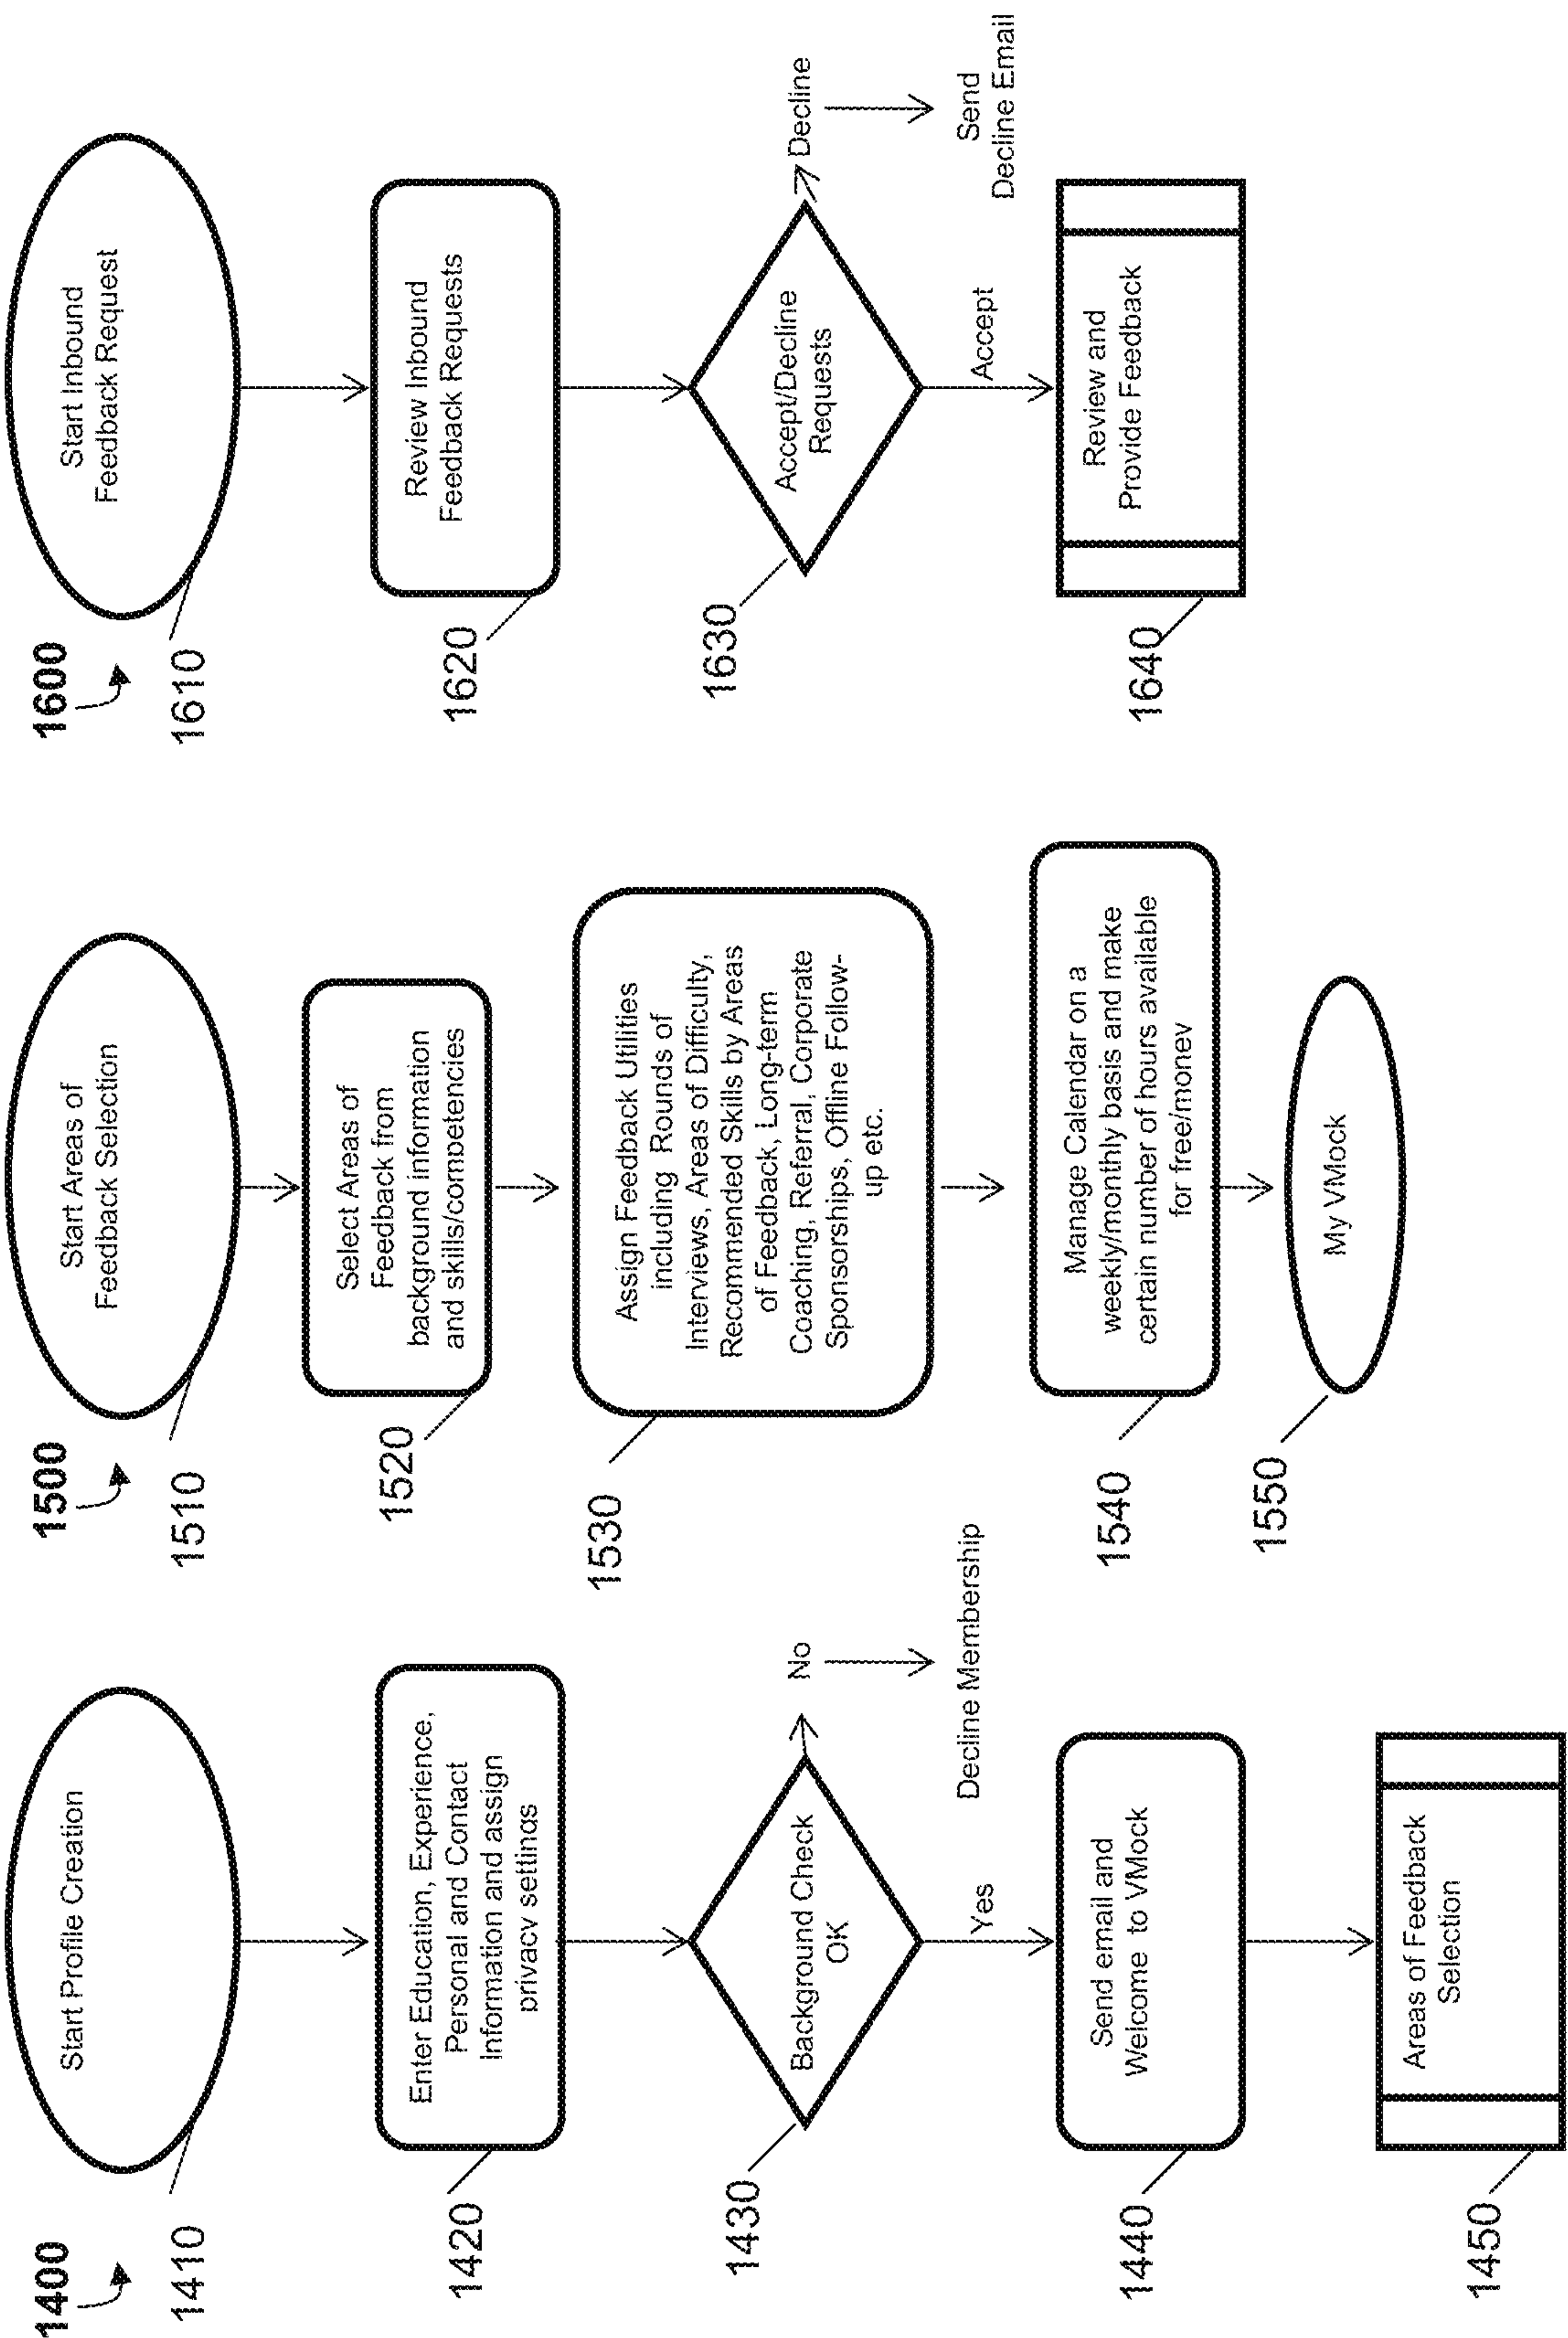 1400
1410
Start Profile Creation
1420
Enter Education, Experience,
Personal and Contact
Information and assign
privacy settings
1430
Background Check
OK
No
Decline Membership
Yes
1440
Send email and
Welcome to VMock
1450
Areas of Feedback
Selection
1500
1510
Start Areas of
Feedback Selection
1520
Select Areas of
Feedback from
background information
and skills/competencies
1530
Assign Feedback Utilities
including Rounds of
Interviews, Areas of Difficulty,
Recommended Skills by Areas
of Feedback, Long-term
Coaching, Referral, Corporate
Sponsorships, Offline Follow-
up etc.
1540
Manage Calendar on a
weekly/monthly basis and make
certain number of hours available
for free/money
1550
My VMock
1600
1610
Start Inbound
Feedback Request
1620
Review Inbound
Feedback Requests
1630
Accept/Decline
Requests
Decline
Send
Decline Email
Accept
1640
Review and
Provide Feedback